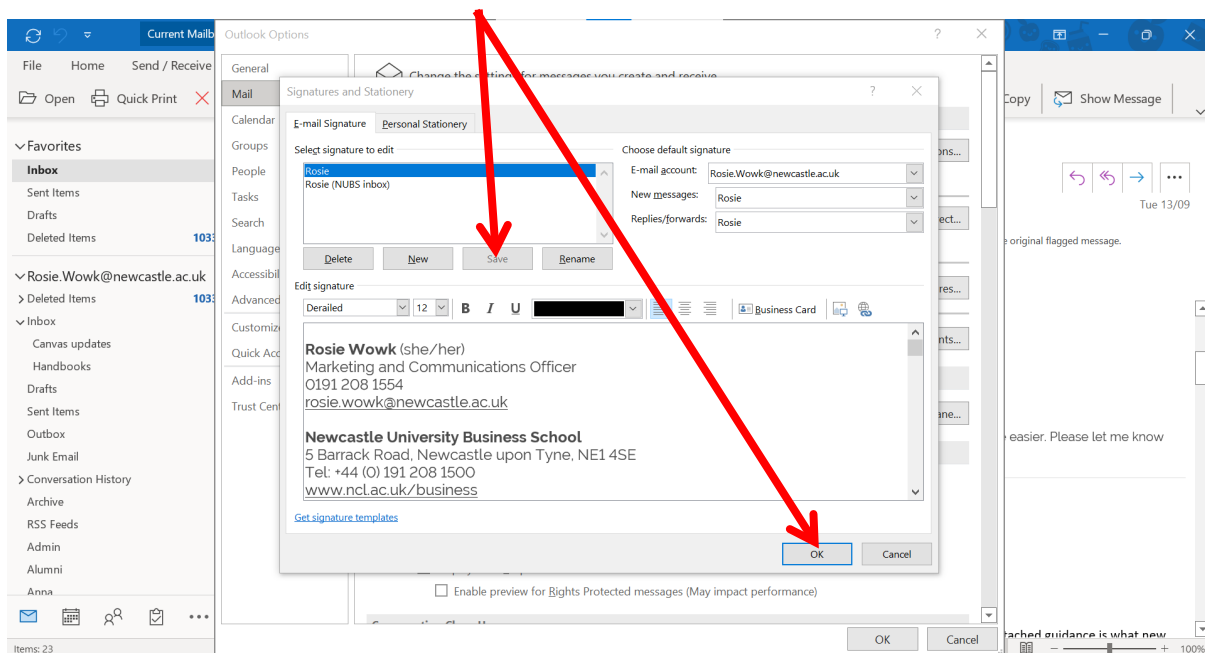 Current Mailb
Outlook Options
File Home Send / Receive
Open Quick Print
Favorites
Inbox
Sent Items
Drafts
Deleted Items 1033
Rosie.Wowk@newcastle.ac.uk
Deleted Items 1033
Inbox
Canvas updates
Handbooks
Drafts
Sent Items
Outbox
Junk Email
Conversation History
Archive
RSS Feeds
Admin
Alumni
Anna
Items: 23
General
Mail
Calendar
Groups
People
Tasks
Search
Language
Accessibil
Advanced
Customiz
Quick Acc
Add-ins
Trust Cent
Change the settings for messages you create and receive
Signatures and Stationery
E-mail Signature Personal Stationery
Select signature to edit
Rosie
Rosie (NUBS inbox)
Delete New Save Rename
Choose default signature
E-mail account: Rosie.Wowk@newcastle.ac.uk
New messages: Rosie
Replies/forwards: Rosie
Edit signature
Derailed 12 B I U Business Card
Rosie Wowk (she/her)
Marketing and Communications Officer
0191 208 1554
rosie.wowk@newcastle.ac.uk
Newcastle University Business School
5 Barrack Road, Newcastle upon Tyne, NE1 4SE
Tel: +44 (0) 191 208 1500
www.ncl.ac.uk/business
Get signature templates
OK Cancel
Enable preview for Rights Protected messages (May impact performance)
OK Cancel
ons...
ect...
res...
nts...
ane...
Copy Show Message
Tue 13/09
original flagged message.
easier. Please let me know
tached guidance is what new
100%